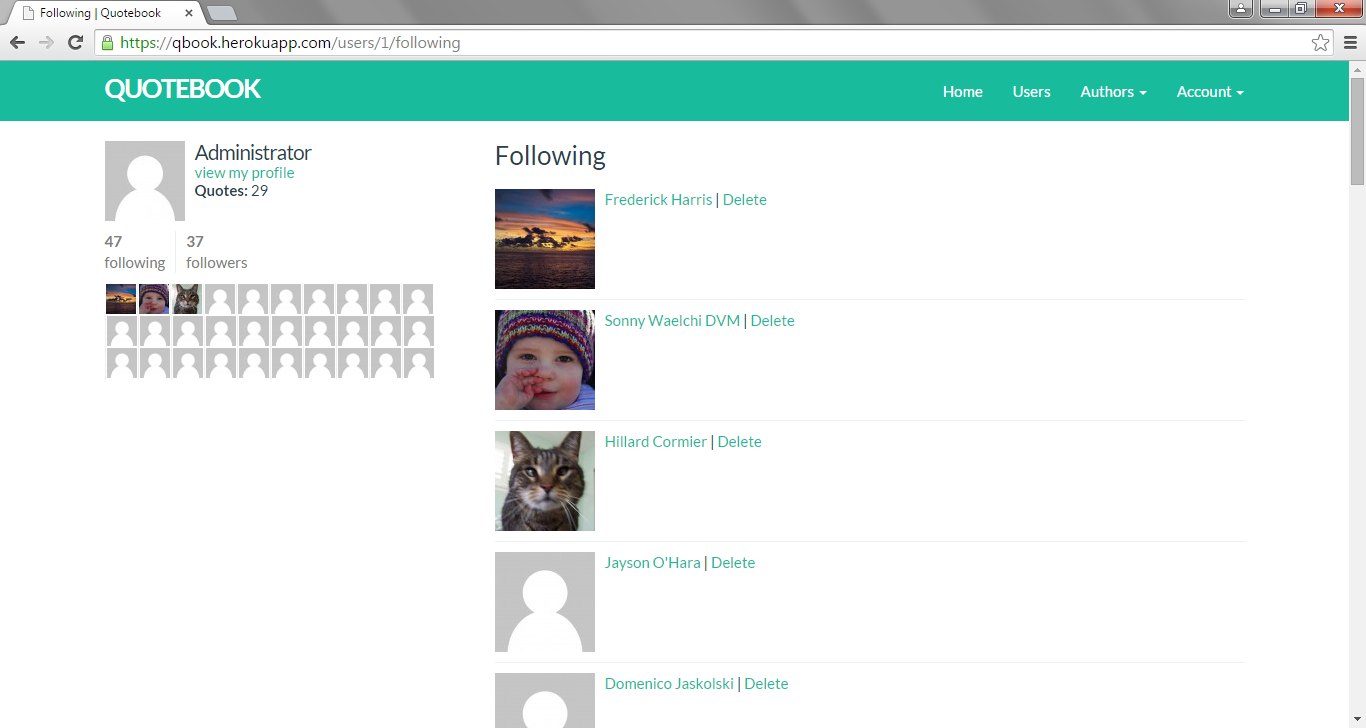 Following | Quotebook
https://qbook.herokuapp.com/users/1/following
QUOTEBOOK
Home Users Authors Account
Administrator
view my profile
Quotes: 29
47 following
37 followers
Following
Frederick Harris | Delete
Sonny Waelchi DVM | Delete
Hillard Cormier | Delete
Jayson O'Hara | Delete
Domenico Jaskolski | Delete